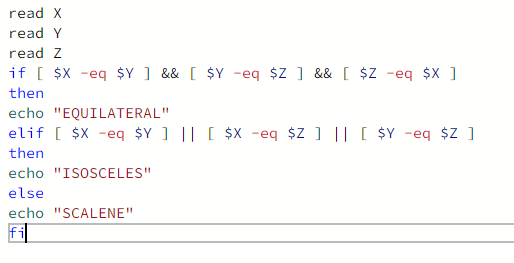 read X
read Y
read Z
if [ $X -eq $Y ] && [ $Y -eq $Z ] && [ $Z -eq $X ]
then
echo "EQUILATERAL"
elif [ $X -eq $Y ] || [ $X -eq $Z ] || [ $Y -eq $Z ]
then
echo "ISOSCELES"
else
echo "SCALENE"
fi